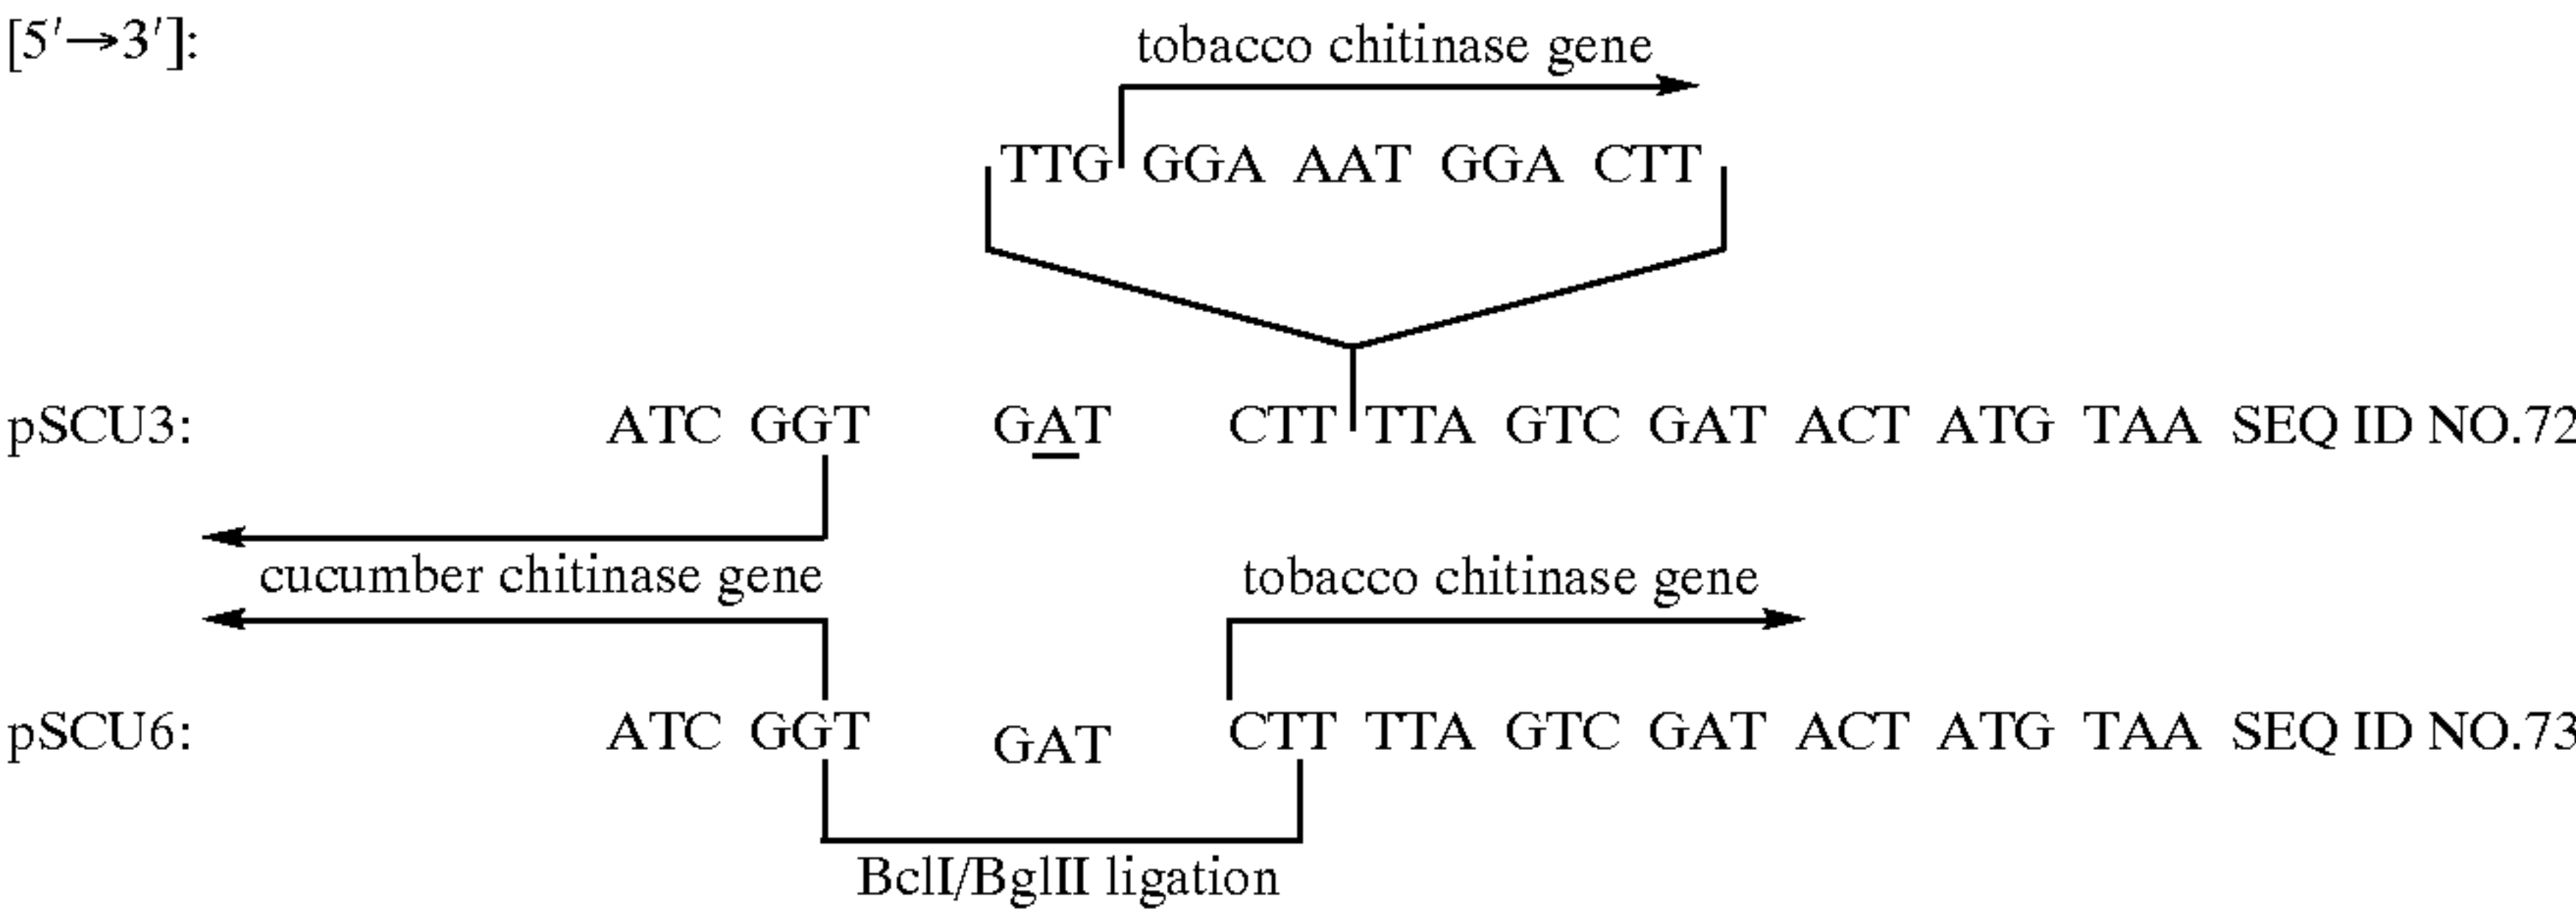 [5′→3′]:
tobacco chitinase gene
TTG GGA AAT GGA CTT
pSCU3: ATC GGT GAT CTT TTA GTC GAT ACT ATG TAA SEQ ID NO.72
cucumber chitinase gene tobacco chitinase gene
pSCU6: ATC GGT GAT CTT TTA GTC GAT ACT ATG TAA SEQ ID NO.73
BclI/BglII ligation